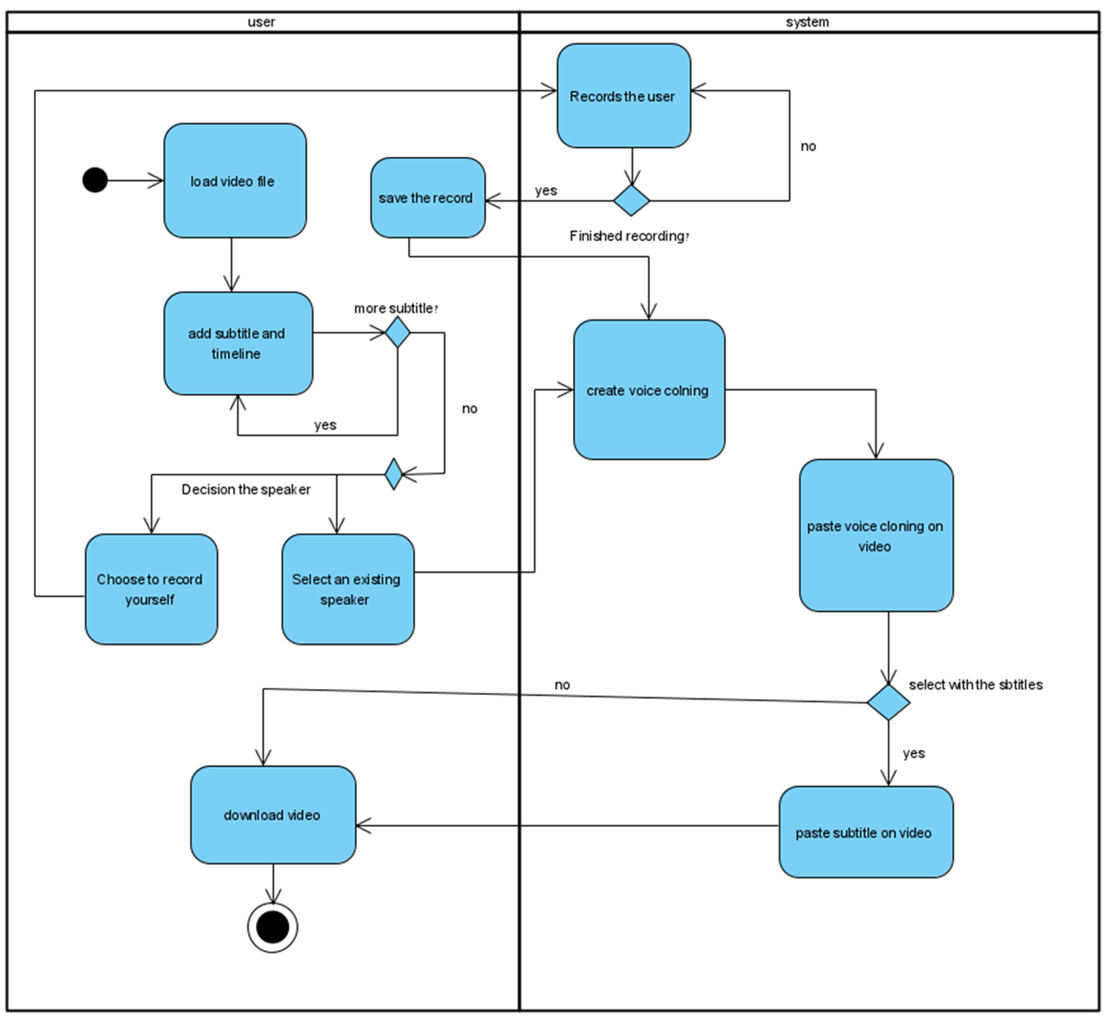 user
system
Records the user
no
load video file
save the record
yes
Finished recording?
more subtitle?
add subtitle and
timeline
create voice colning
no
yes
Decision the speaker
paste voice cloning on
video
Choose to record
yourself
Select an existing
speaker
no
select with the sbtitles
yes
download video
paste subtitle on video